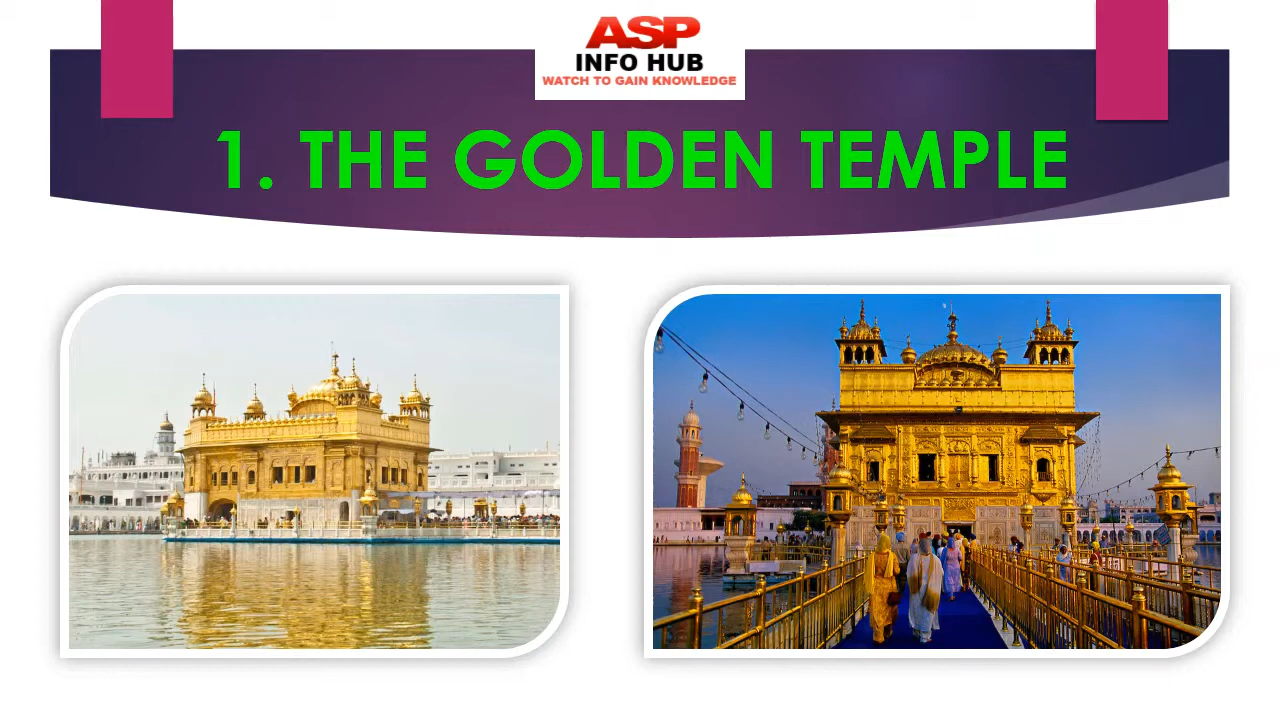 ASP
INFO HUB
WATCH TO GAIN KNOWLEDGE
1. THE GOLDEN TEMPLE